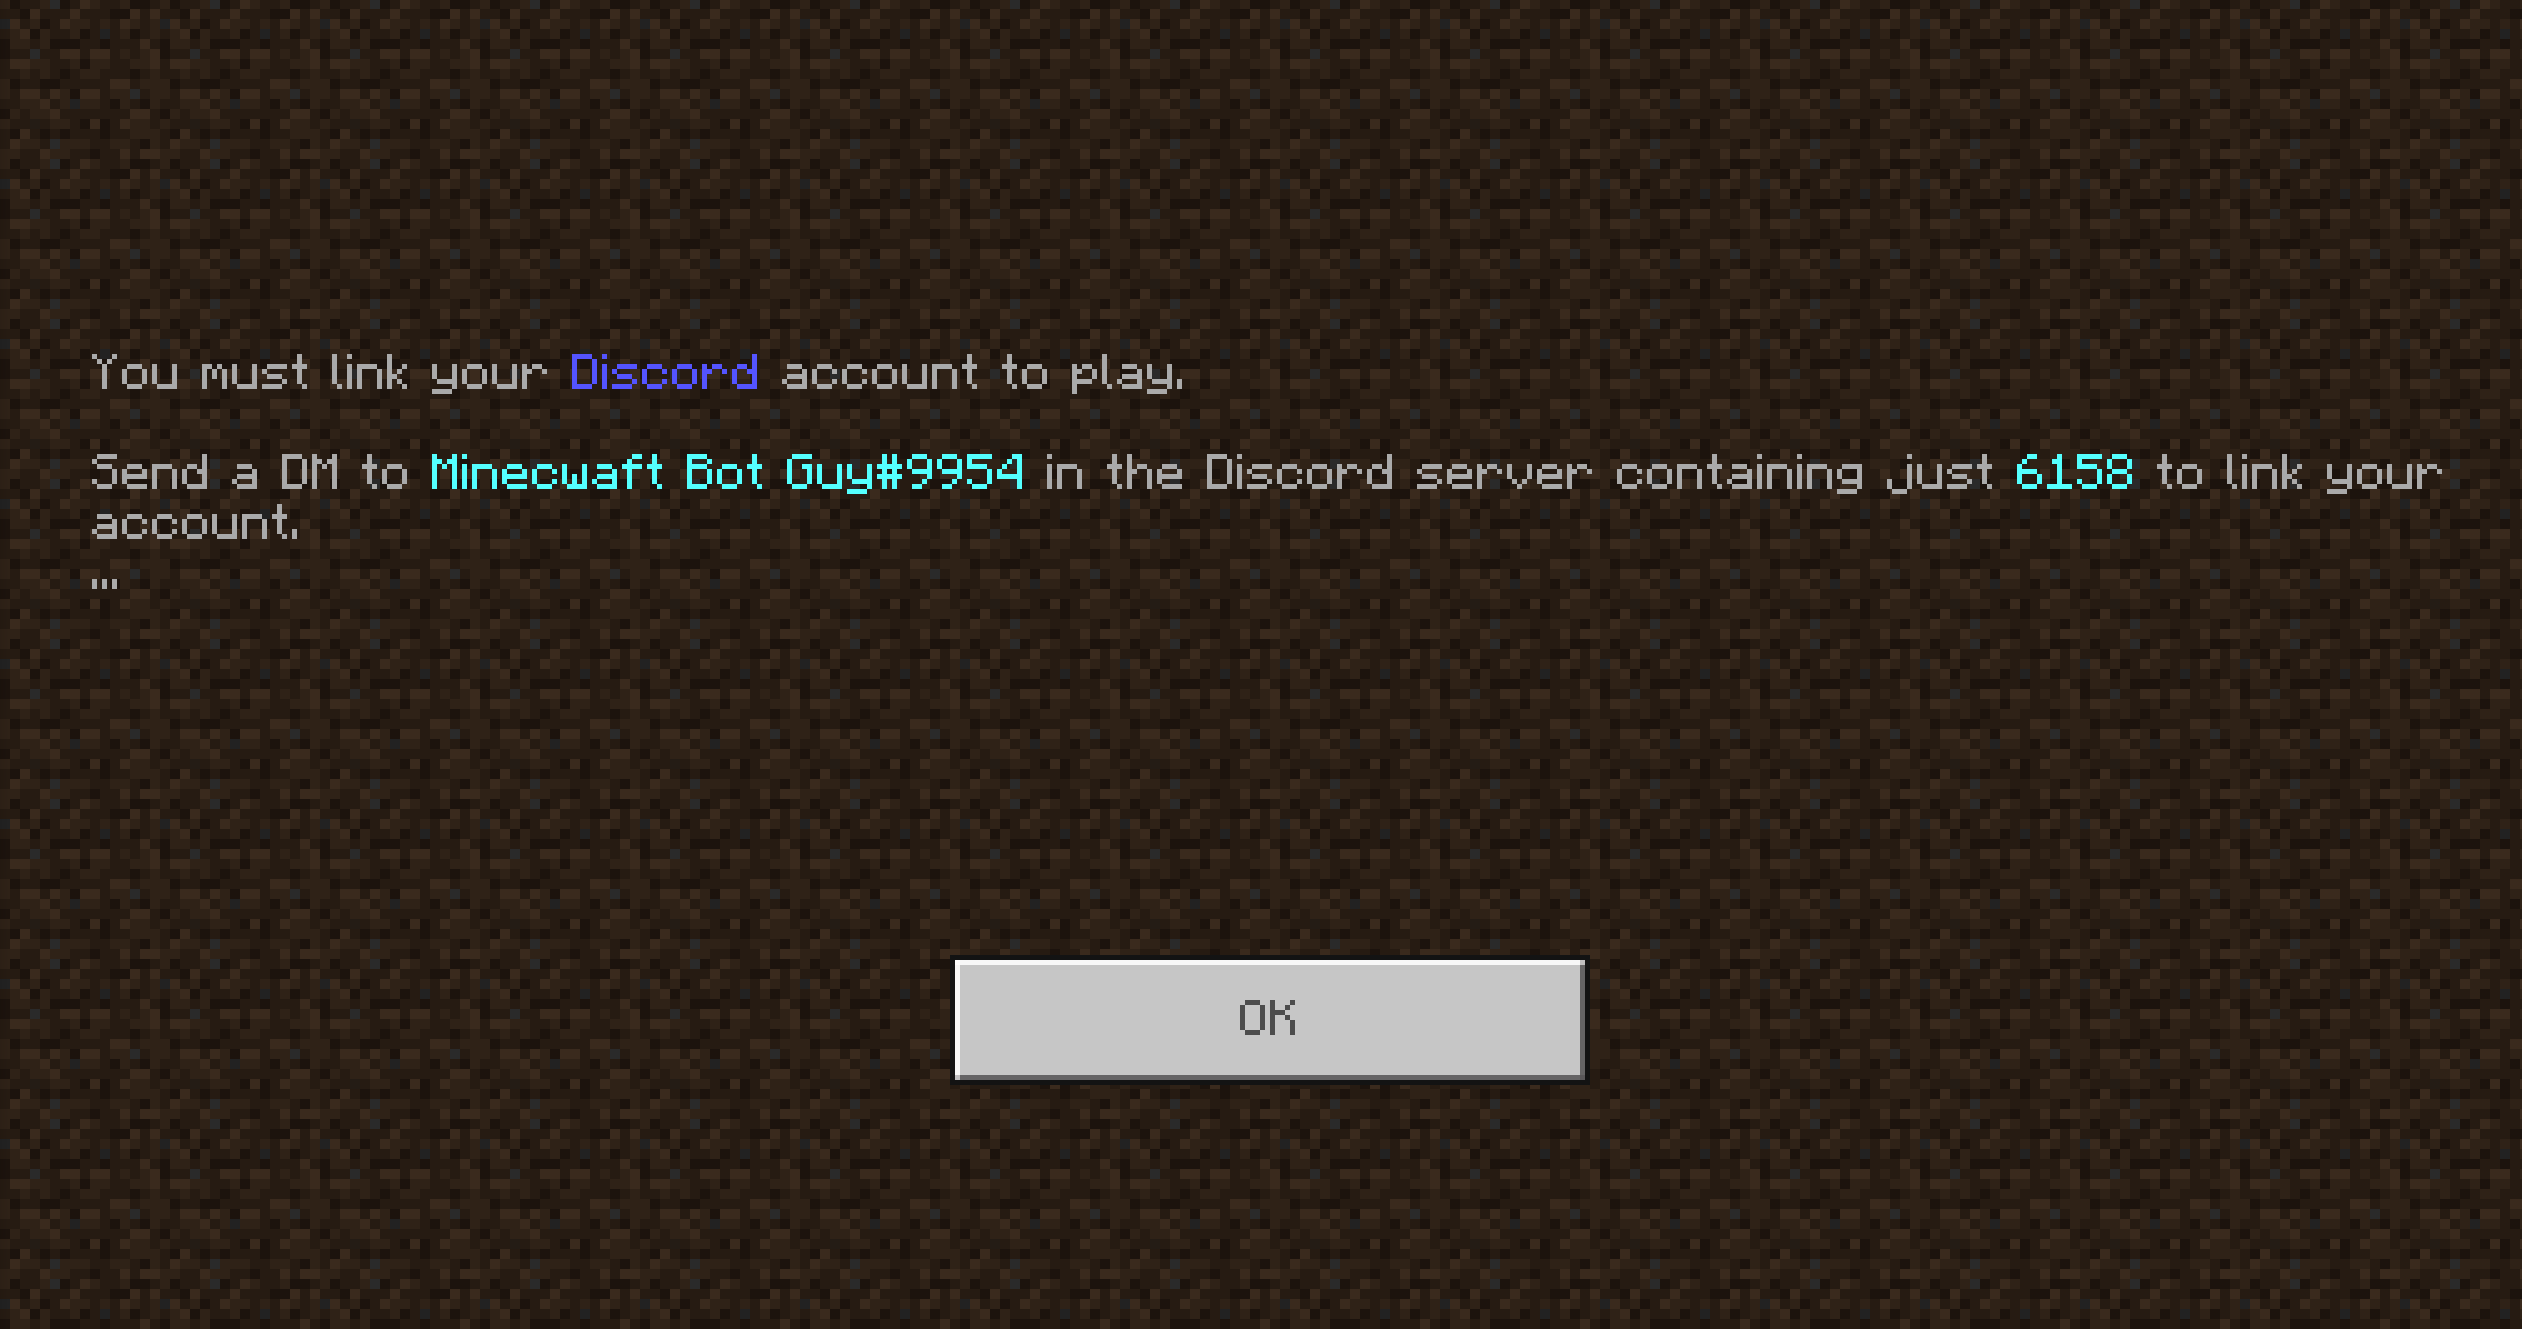 You must link your Discord account to play.
Send a DM to Minecwaft Bot Guy#9954 in the Discord server containing just 6158 to link your
account.
...
OK